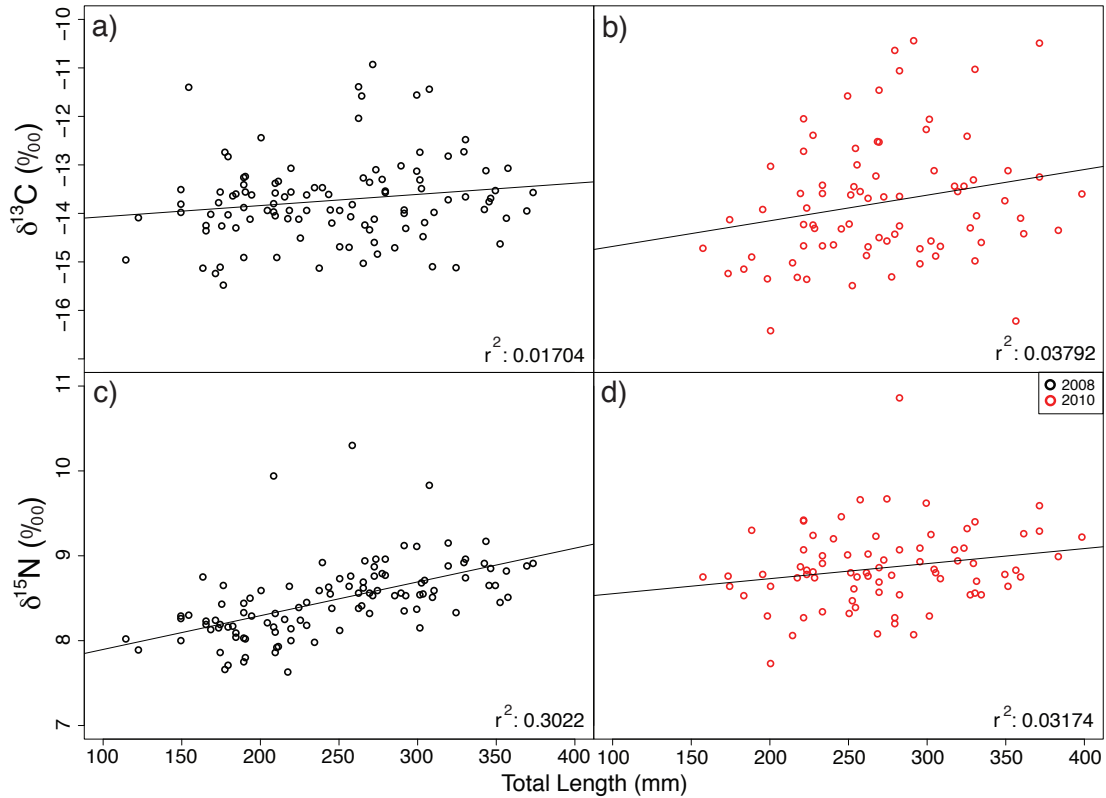 a)
b)
−10
−11
−12
−13
−14
−15
−16
δ¹³C (‰)
r²: 0.01704
r²: 0.03792
c)
d)
2008
2010
11
10
9
8
7
δ¹⁵N (‰)
r²: 0.3022
r²: 0.03174
100 150 200 250 300 350 400
100 150 200 250 300 350 400
Total Length (mm)